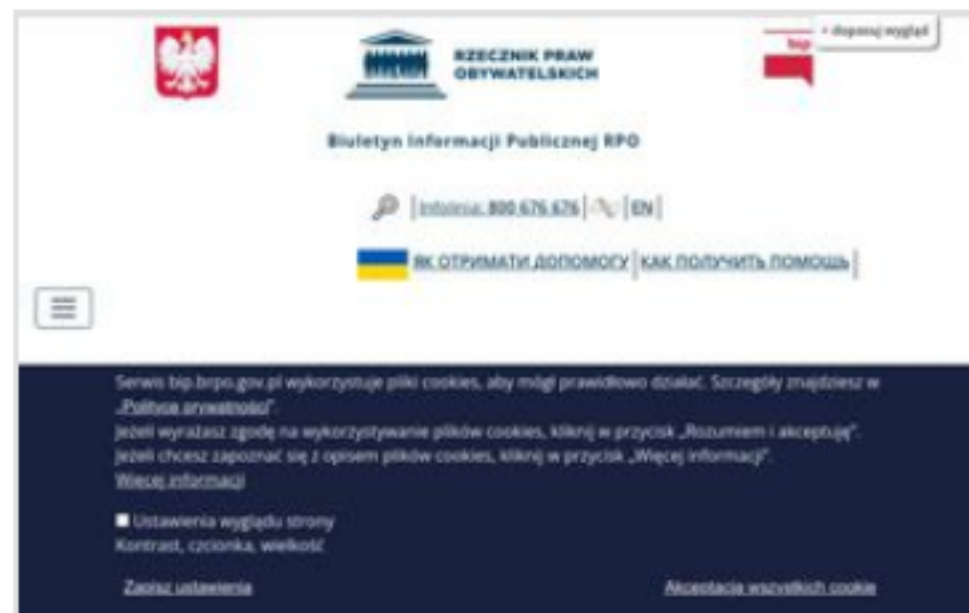 RZECZNIK PRAW
OBYWATELSKICH
bip
+ dopasuj wygląd
Biuletyn Informacji Publicznej RPO
Infolinia: 800 676 676 | EN |
ЯК ОТРИМАТИ ДОПОМОГУ | КАК ПОЛУЧИТЬ ПОМОЩЬ |
Serwis bip.brpo.gov.pl wykorzystuje pliki cookies, aby mógł prawidłowo działać. Szczegóły znajdziesz w
„Polityce prywatności”.
Jeżeli wyrażasz zgodę na wykorzystywanie plików cookies, kliknij w przycisk „Rozumiem i akceptuję”.
Jeżeli chcesz zapoznać się z opisem plików cookies, kliknij w przycisk „Więcej informacji”.
Więcej informacji
Ustawienia wyglądu strony
Kontrast, czcionka, wielkość
Zapisz ustawienia
Akceptacja wszystkich cookie